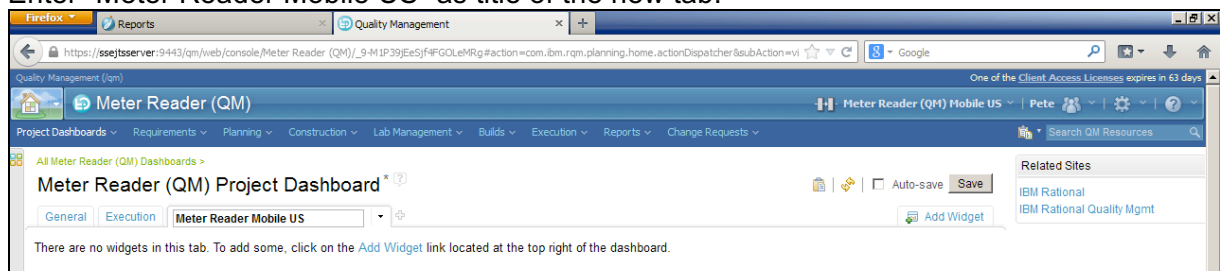 Enter "Meter Reader Mobile US" as title of the new tab.
Firefox
Reports
Quality Management
https://ssejtsserver:9443/qm/web/console/Meter Reader (QM)/_9-M1P39jEeSjf4FGOLeMRg#action=com.ibm.rqm.planning.home.actionDispatcher&subAction=vi
Google
Quality Management (/qm)
One of the Client Access Licenses expires in 63 days
Meter Reader (QM)
Meter Reader (QM) Mobile US | Pete
Project Dashboards Requirements Planning Construction Lab Management Builds Execution Reports Change Requests
Search QM Resources
All Meter Reader (QM) Dashboards >
Meter Reader (QM) Project Dashboard *
Auto-save Save
Related Sites
IBM Rational
IBM Rational Quality Mgmt
General Execution Meter Reader Mobile US
Add Widget
There are no widgets in this tab. To add some, click on the Add Widget link located at the top right of the dashboard.